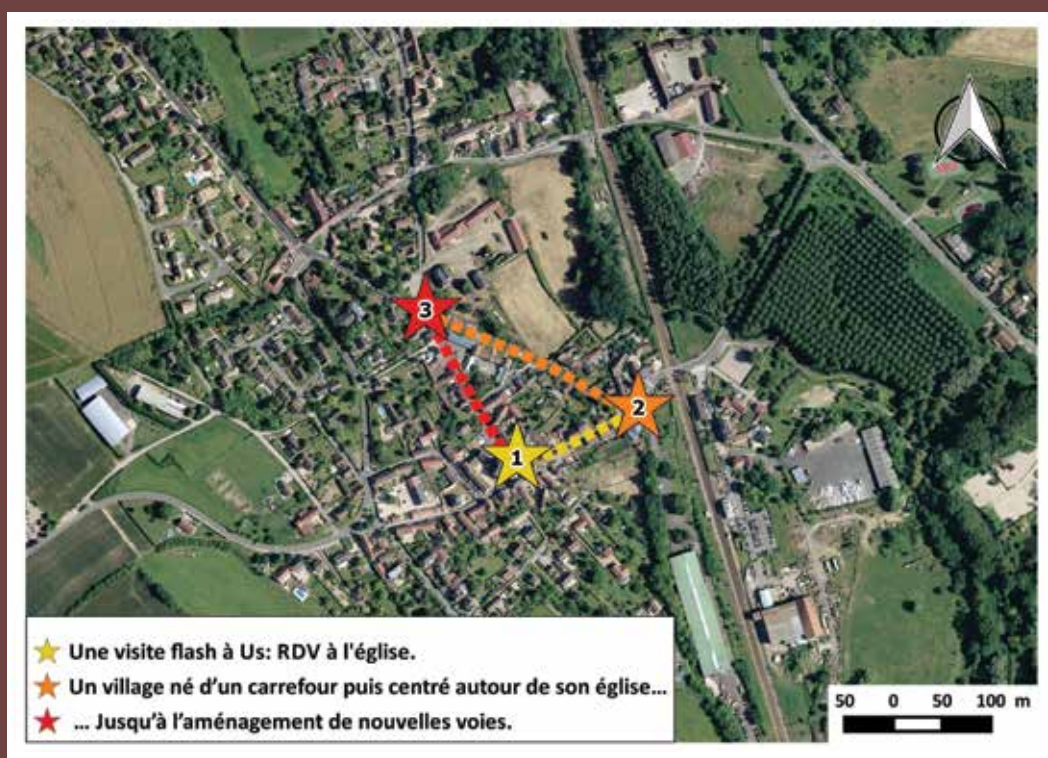 3
2
1
Une visite flash à Us: RDV à l'église.
Un village né d’un carrefour puis centré autour de son église...
... Jusqu’à l’aménagement de nouvelles voies.
50 0 50 100 m